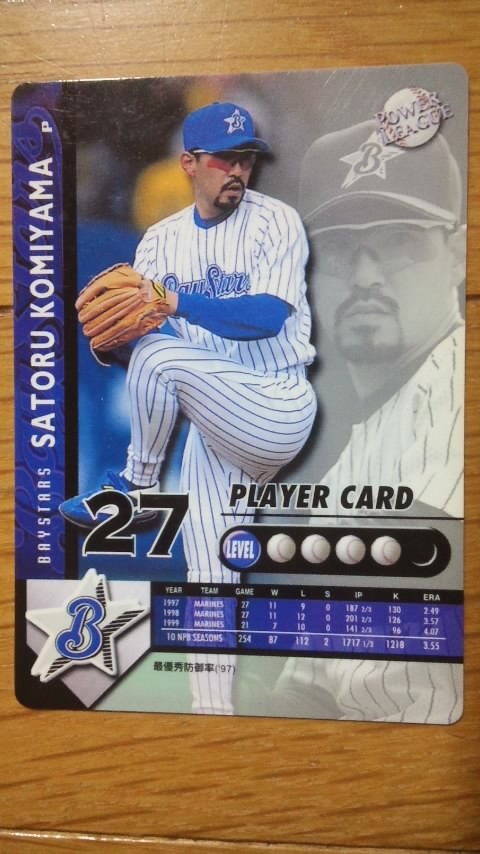 POWER
LEAGUE
B
BayStars
BAYSTARS SATORU KOMIYAMA P
27
PLAYER CARD
LEVEL
B
YEAR TEAM GAME W L S IP K ERA
1997 MARINES 27 11 9 0 187 2/3 130 2.49
1998 MARINES 27 11 12 0 201 2/3 126 3.57
1999 MARINES 21 7 10 0 141 2/3 96 4.07
10 NPB SEASONS 254 87 112 2 1717 1/3 1218 3.55
最優秀防御率('97)